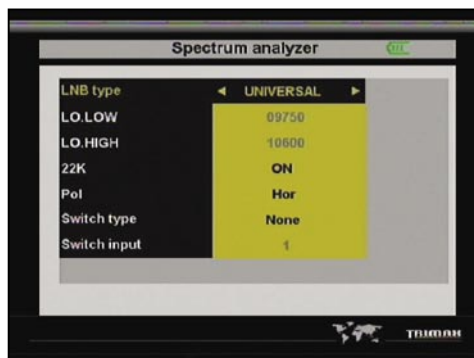 Spectrum analyzer
LNB type UNIVERSAL
LO.LOW 09750
LO.HIGH 10600
22K ON
Pol Hor
Switch type None
Switch input 1
TRIMAX